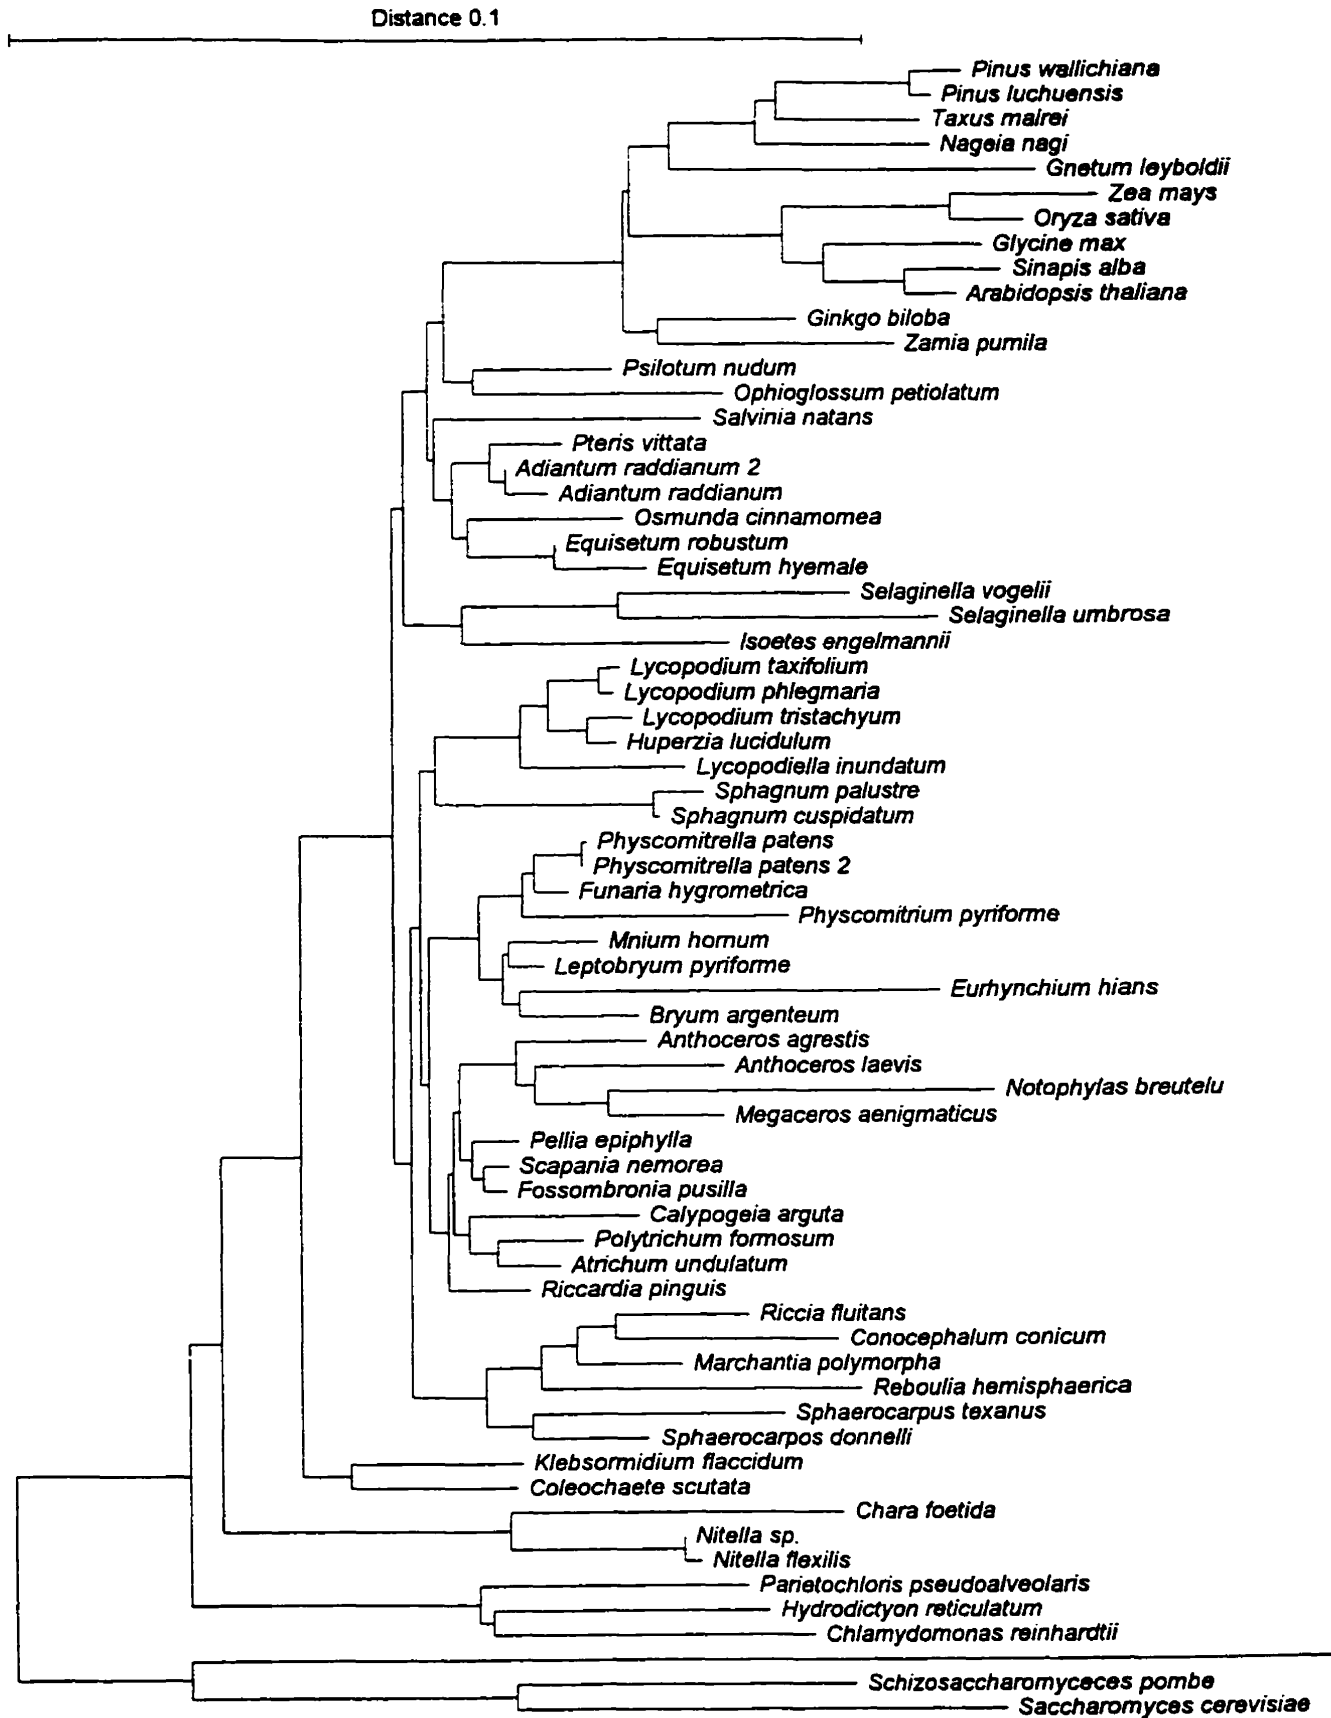 Distance 0.1
Pinus wallichiana
Pinus luchuensis
Taxus mairei
Nageia nagi
Gnetum leyboldii
Zea mays
Oryza sativa
Glycine max
Sinapis alba
Arabidopsis thaliana
Ginkgo biloba
Zamia pumila
Psilotum nudum
Ophioglossum petiolatum
Salvinia natans
Pteris vittata
Adiantum raddianum 2
Adiantum raddianum
Osmunda cinnamomea
Equisetum robustum
Equisetum hyemale
Selaginella vogelii
Selaginella umbrosa
Isoetes engelmannii
Lycopodium taxifolium
Lycopodium phlegmaria
Lycopodium tristachyum
Huperzia lucidulum
Lycopodiella inundatum
Sphagnum palustre
Sphagnum cuspidatum
Physcomitrella patens
Physcomitrella patens 2
Funaria hygrometrica
Physcomitrium pyriforme
Mnium hornum
Leptobryum pyriforme
Eurhynchium hians
Bryum argenteum
Anthoceros agrestis
Anthoceros laevis
Notophylas breutelu
Megaceros aenigmaticus
Pellia epiphylla
Scapania nemorea
Fossombronia pusilla
Calypogeia arguta
Polytrichum formosum
Atrichum undulatum
Riccardia pinguis
Riccia fluitans
Conocephalum conicum
Marchantia polymorpha
Reboulia hemisphaerica
Sphaerocarpus texanus
Sphaerocarpos donnelli
Klebsormidium flaccidum
Coleochaete scutata
Chara foetida
Nitella sp.
Nitella flexilis
Parietochloris pseudoalveolaris
Hydrodictyon reticulatum
Chlamydomonas reinhardtii
Schizosaccharomyceces pombe
Saccharomyces cerevisiae